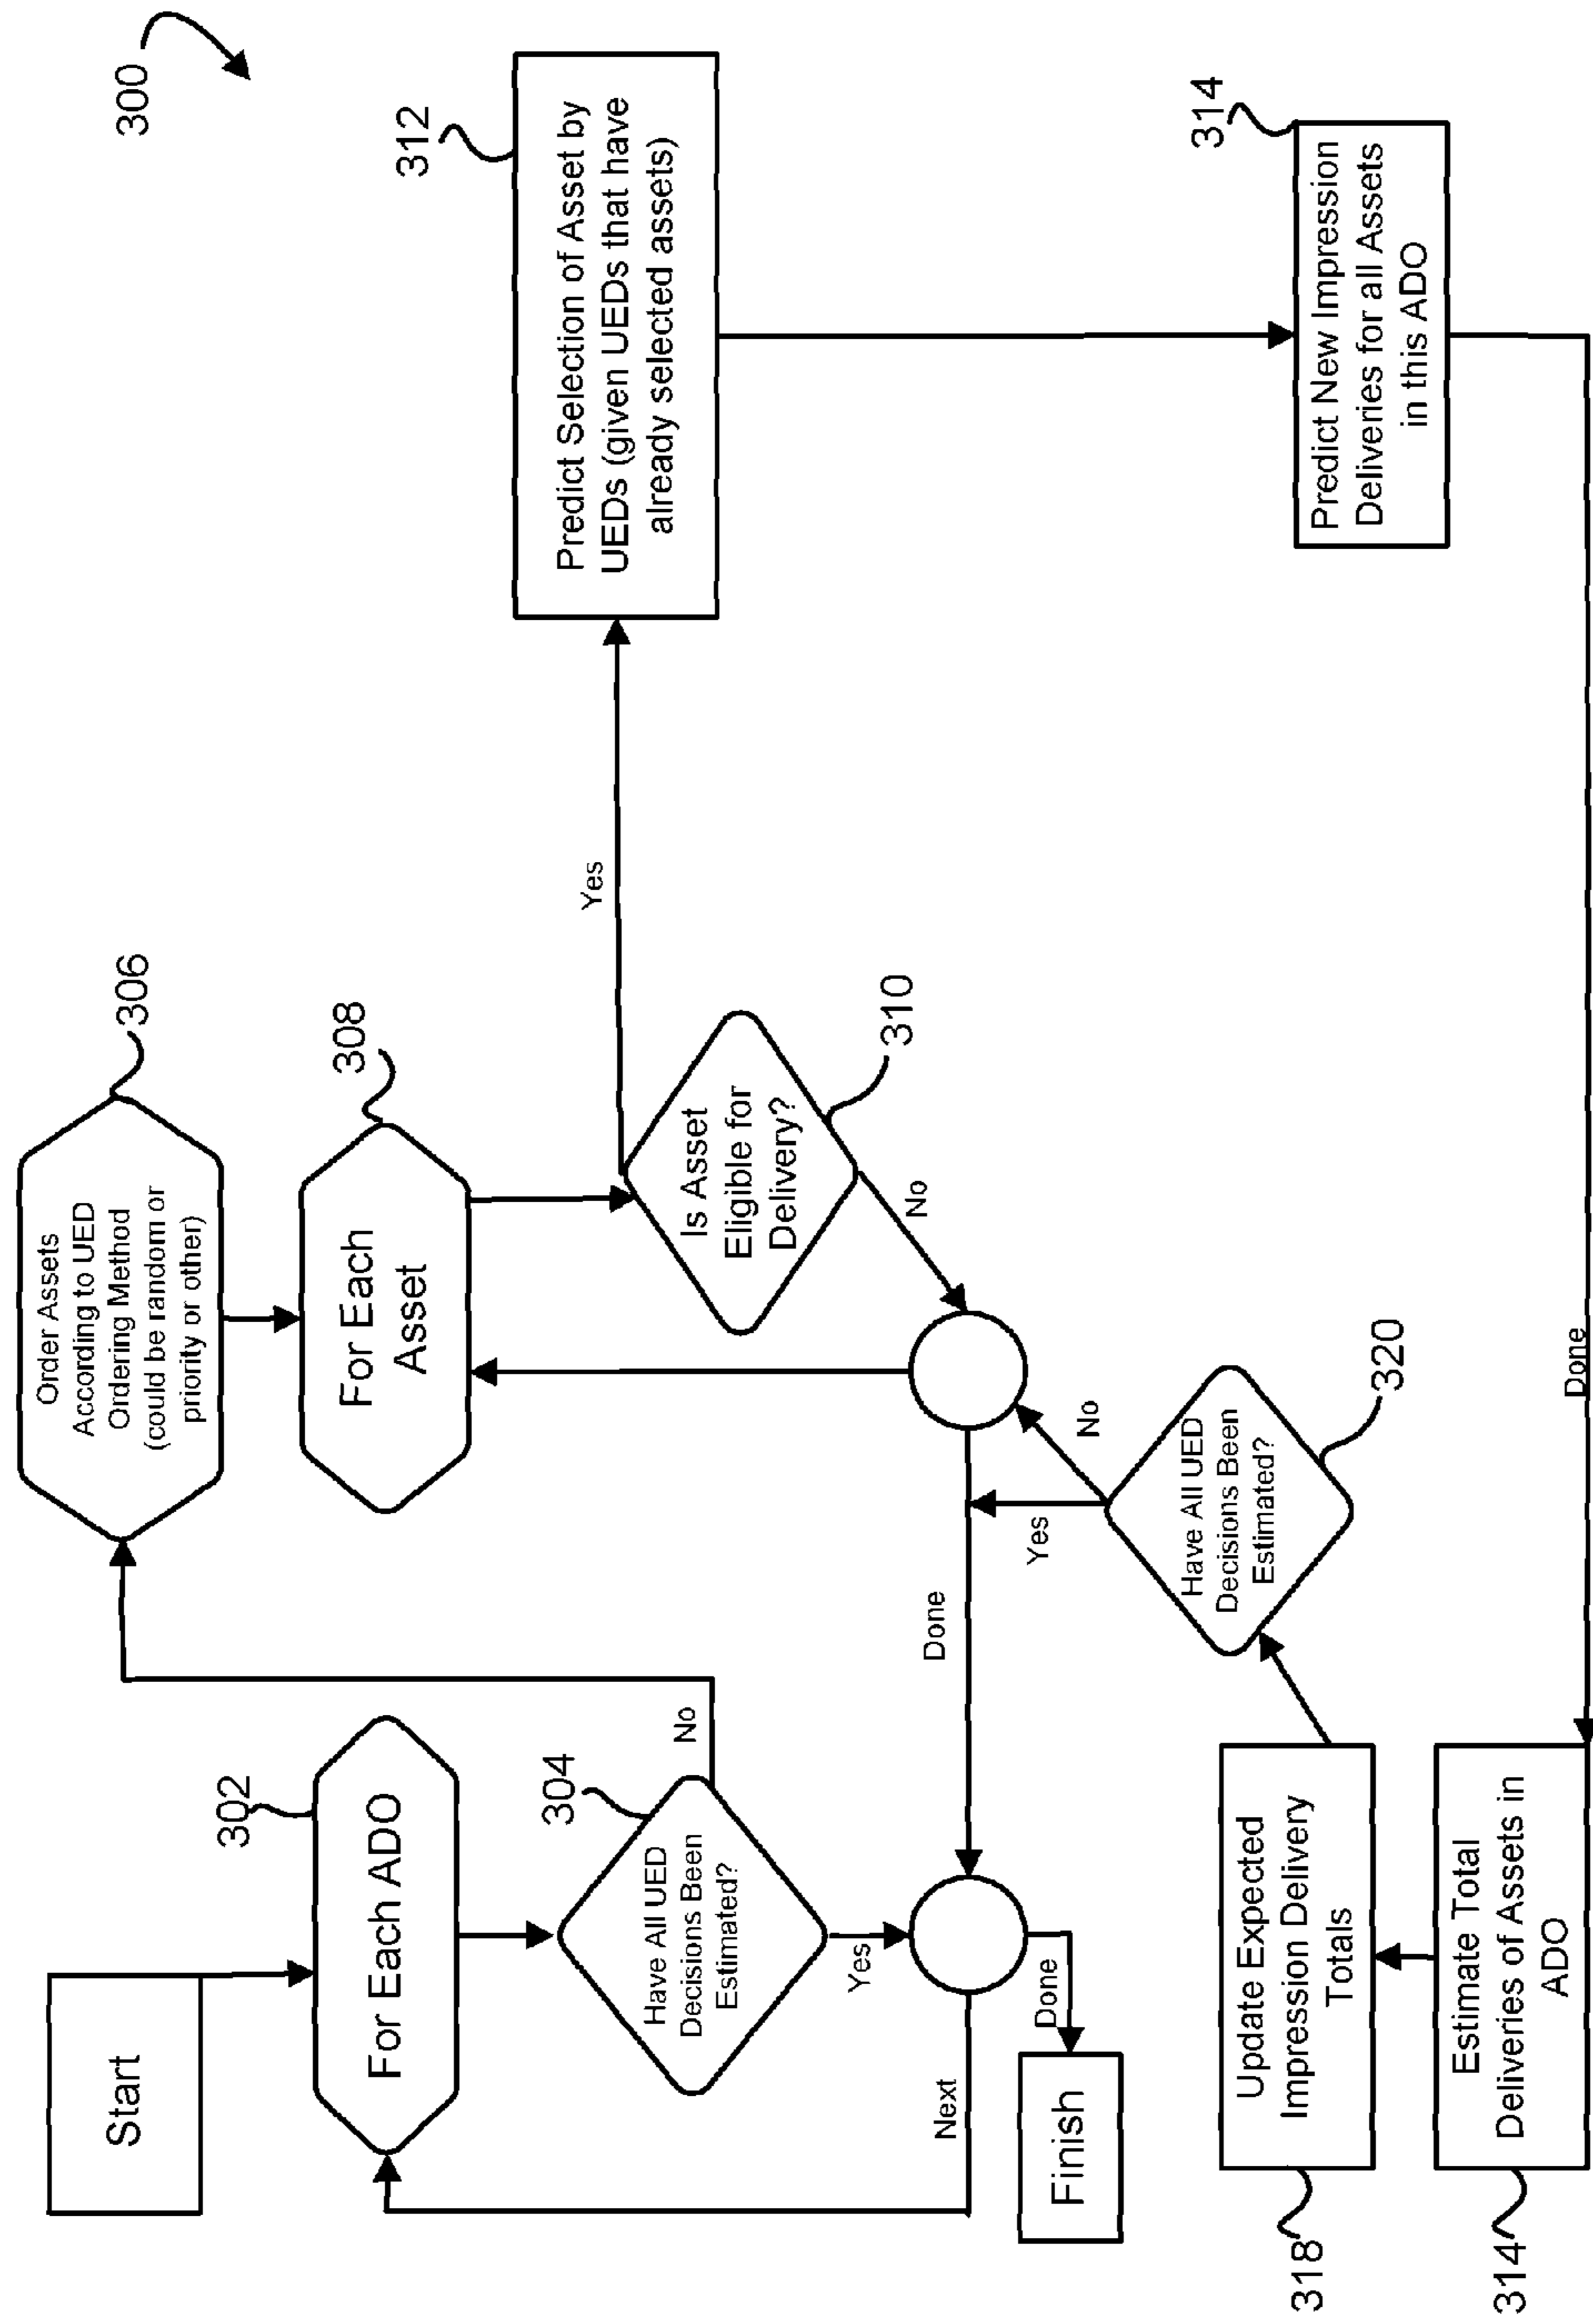 300
Start
302
For Each ADO
304
Have All UED
Decisions Been
Estimated?
No
Yes
Next
Done
Finish
306
Order Assets
According to UED
Ordering Method
(could be random or
priority or other)
308
For Each
Asset
310
Is Asset
Eligible for
Delivery?
Yes
No
Done
312
Predict Selection of Asset by
UEDs (given UEDs that have
already selected assets)
314
Predict New Impression
Deliveries for all Assets
in this ADO
Done
314
Estimate Total
Deliveries of Assets in
ADO
318
Update Expected
Impression Delivery
Totals
320
Have All UED
Decisions Been
Estimated?
Yes
No